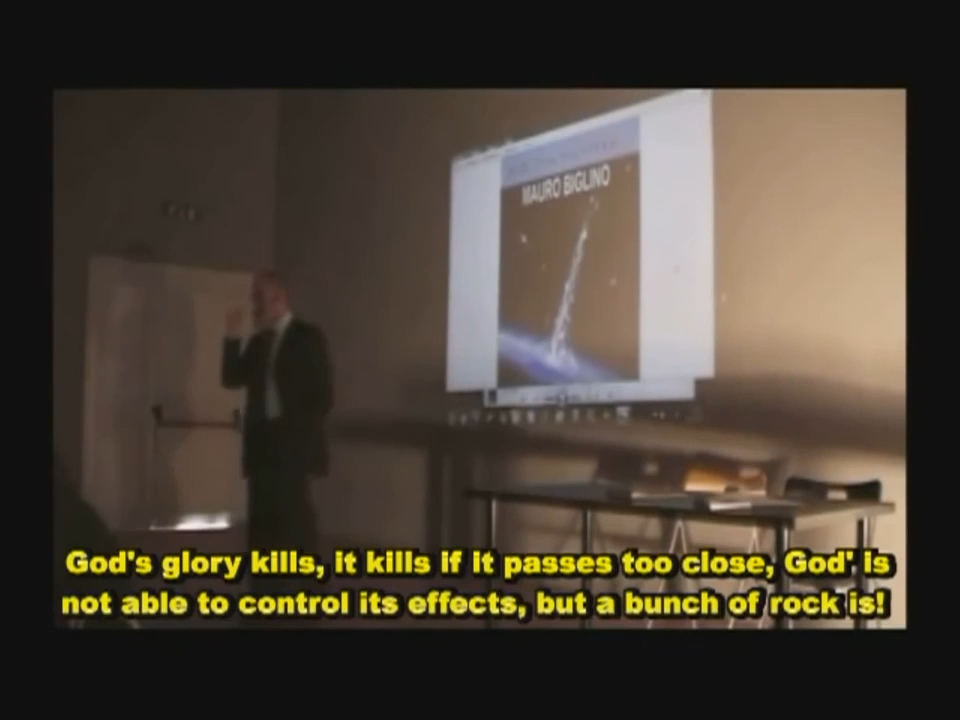 MAURO BIGLINO
God's glory kills, it kills if it passes too close, God' is
not able to control its effects, but a bunch of rock is!